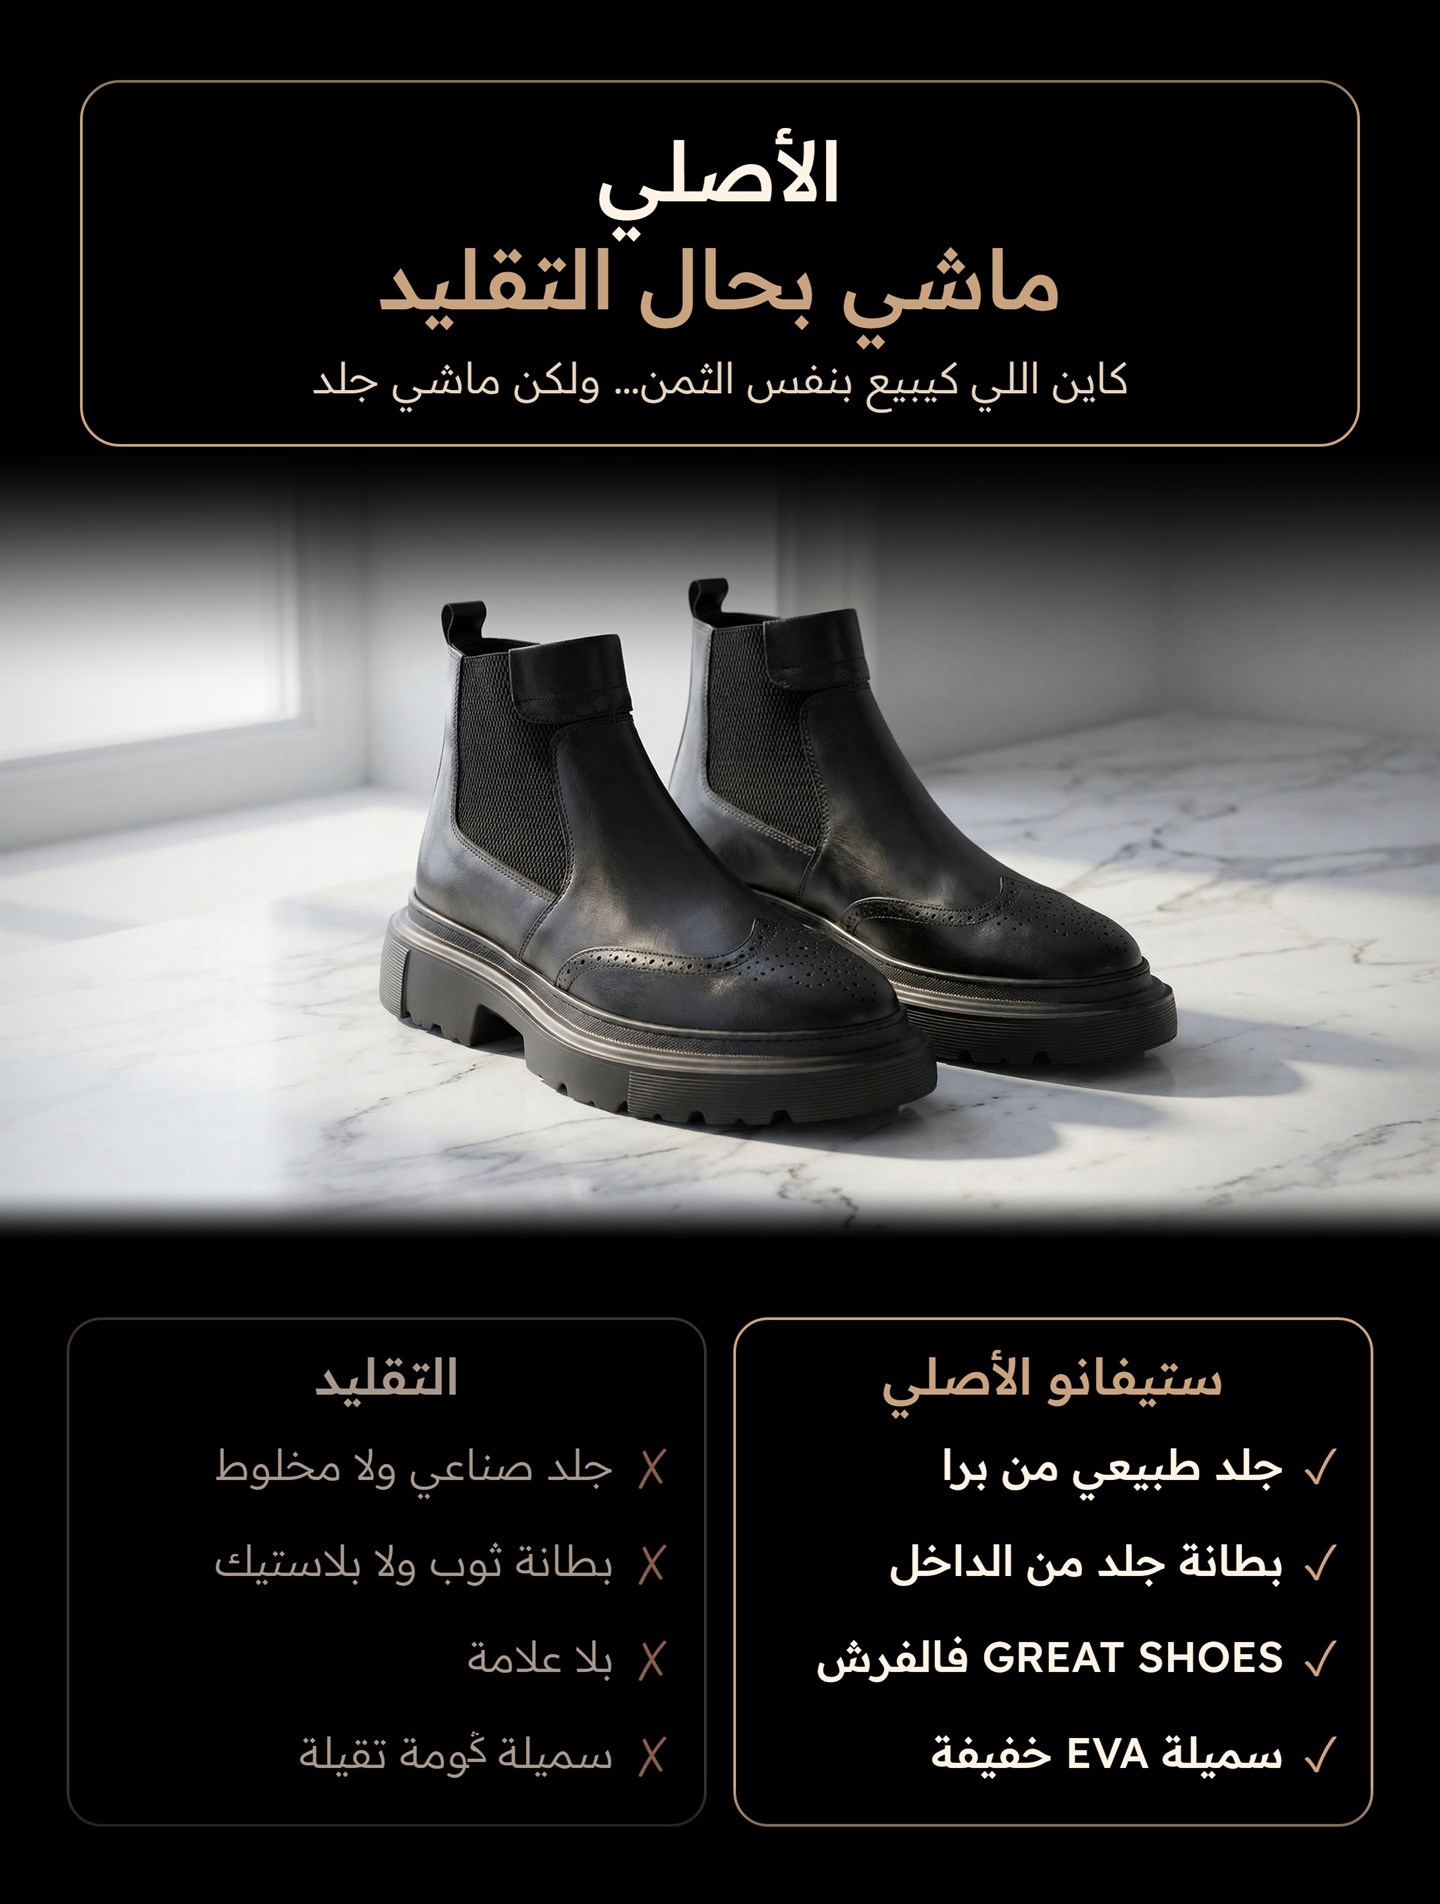 الأصلي
ماشي بحال التقليد
كاين اللي كيبيع بنفس الثمن... ولكن ماشي جلد
ستيفانو الأصلي
✓ جلد طبيعي من برا
✓ بطانة جلد من الداخل
✓ GREAT SHOES فالفرش
✓ سميلة EVA خفيفة
التقليد
✗ جلد صناعي ولا مخلوط
✗ بطانة ثوب ولا بلاستيك
✗ بلا علامة
✗ سميلة ݣومة تقيلة